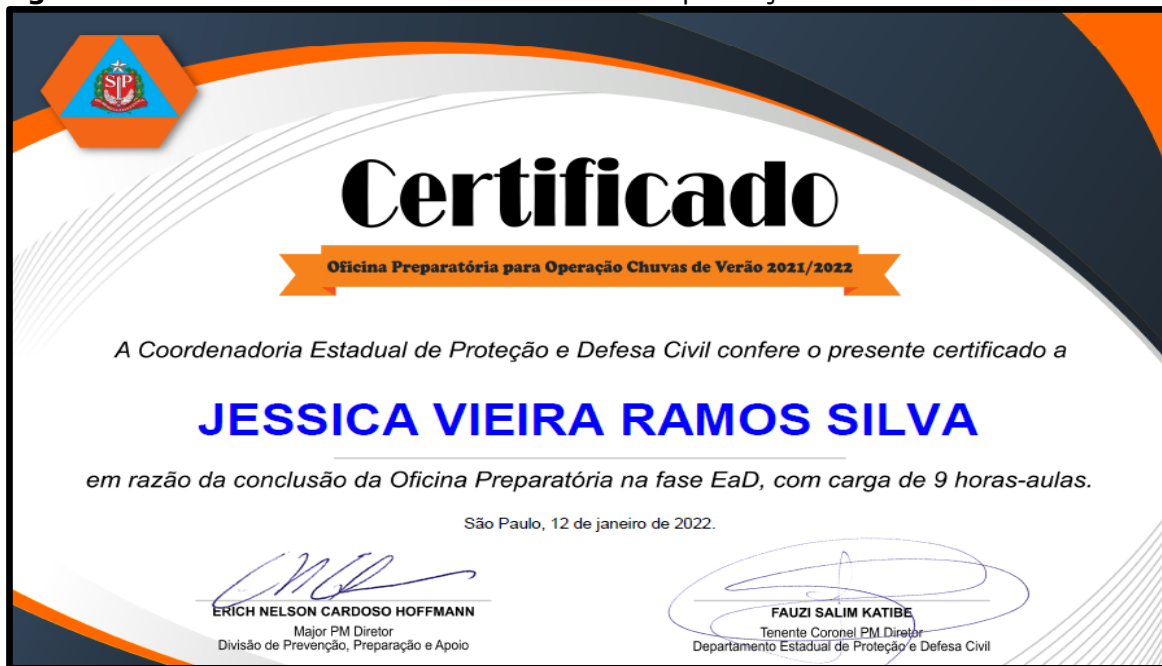 SP
Certificado
Oficina Preparatória para Operação Chuvas de Verão 2021/2022
A Coordenadoria Estadual de Proteção e Defesa Civil confere o presente certificado a
JESSICA VIEIRA RAMOS SILVA
em razão da conclusão da Oficina Preparatória na fase EaD, com carga de 9 horas-aulas.
São Paulo, 12 de janeiro de 2022.
ERICH NELSON CARDOSO HOFFMANN
Major PM Diretor
Divisão de Prevenção, Preparação e Apoio
FAUZI SALIM KATIBE
Tenente Coronel PM Diretor
Departamento Estadual de Proteção e Defesa Civil